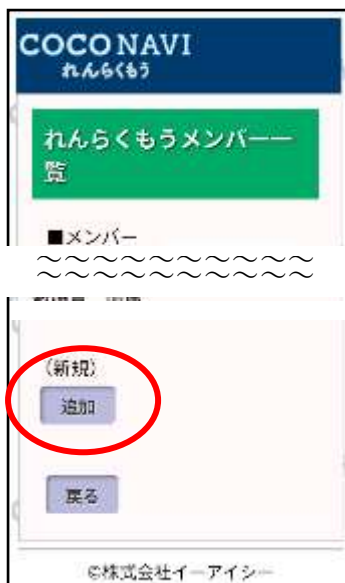 COCO NAVI
れんらくもう
れんらくもうメンバー一
覧
■メンバー
(新規)
追加
戻る
©株式会社イーアイシー